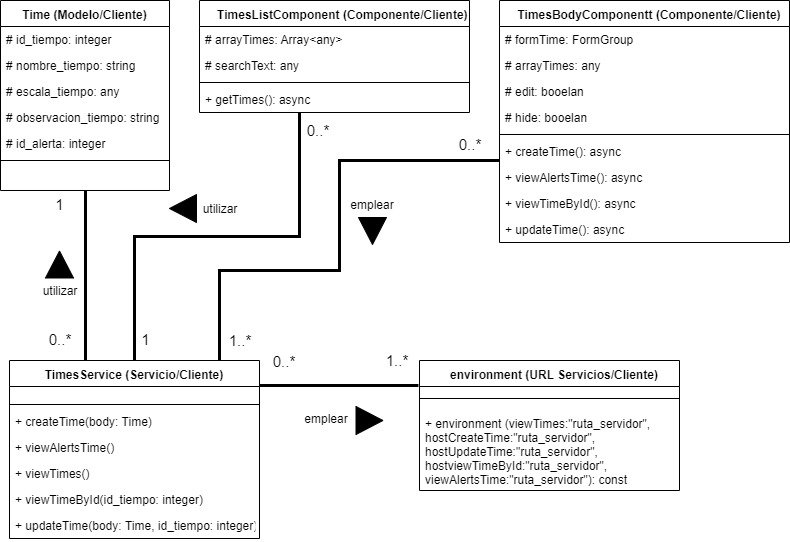 Time (Modelo/Cliente)
# id_tiempo: integer
# nombre_tiempo: string
# escala_tiempo: any
# observacion_tiempo: string
# id_alerta: integer
TimesListComponent (Componente/Cliente)
# arrayTimes: Array<any>
# searchText: any
+ getTimes(): async
TimesBodyComponentt (Componente/Cliente)
# formTime: FormGroup
# arrayTimes: any
# edit: booelan
# hide: booelan
+ createTime(): async
+ viewAlertsTime(): async
+ viewTimeById(): async
+ updateTime(): async
0..*
0..*
1
utilizar
emplear
utilizar
0..*
1
1..*
TimesService (Servicio/Cliente)
+ createTime(body: Time)
+ viewAlertsTime()
+ viewTimes()
+ viewTimeById(id_tiempo: integer)
+ updateTime(body: Time, id_tiempo: integer)
0..*
1..*
emplear
environment (URL Servicios/Cliente)
+ environment (viewTimes:"ruta_servidor",
hostCreateTime:"ruta_servidor",
hostUpdateTime:"ruta_servidor",
hostviewTimeById:"ruta_servidor",
viewAlertsTime:"ruta_servidor"): const